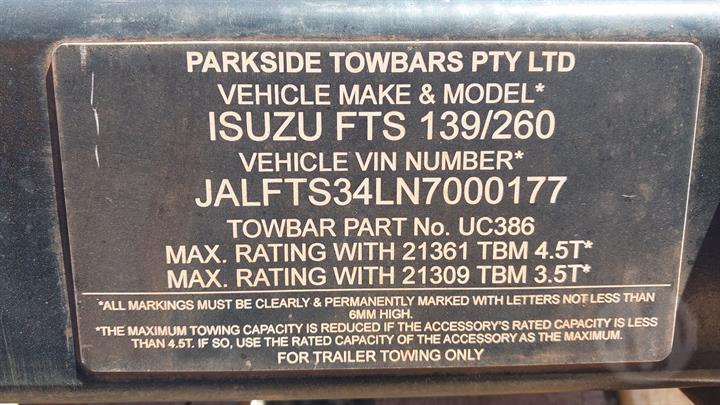 PARKSIDE TOWBARS PTY LTD
VEHICLE MAKE & MODEL*
ISUZU FTS 139/260
VEHICLE VIN NUMBER*
JALFTS34LN7000177
TOWBAR PART No. UC386
MAX. RATING WITH 21361 TBM 4.5T*
MAX. RATING WITH 21309 TBM 3.5T*
*ALL MARKINGS MUST BE CLEARLY & PERMANENTLY MARKED WITH LETTERS NOT LESS THAN
6MM HIGH.
*THE MAXIMUM TOWING CAPACITY IS REDUCED IF THE ACCESSORY'S RATED CAPACITY IS LESS
THAN 4.5T. IF SO, USE THE RATED CAPACITY OF THE ACCESSORY AS THE MAXIMUM.
FOR TRAILER TOWING ONLY